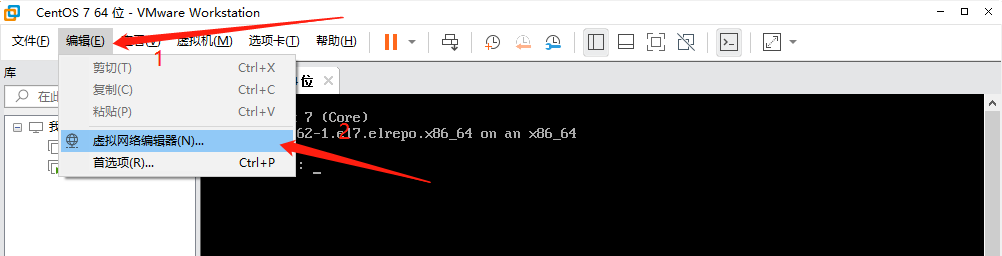 CentOS 7 64 位 - VMware Workstation
文件(F) 编辑(E) (V) 虚拟机(M) 选项卡(T) 帮助(H)
1
库
剪切(T) Ctrl+X
位
在此
复制(C) Ctrl+C
粘贴(P) Ctrl+V
7 (Core)
62-1.el7.elrepo.x86_64 on an x86_64
2
虚拟网络编辑器(N)...
首选项(R)... Ctrl+P
: _